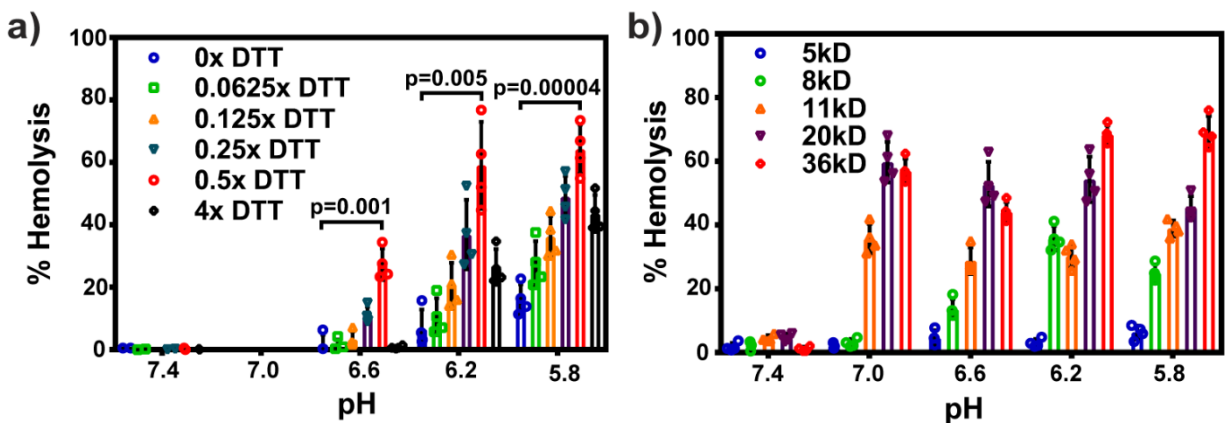 a)
% Hemolysis
100
80
60
40
20
0
0x DTT
0.0625x DTT
0.125x DTT
0.25x DTT
0.5x DTT
4x DTT
p=0.001
p=0.005
p=0.00004
7.4 7.0 6.6 6.2 5.8
pH
b)
% Hemolysis
100
80
60
40
20
0
5kD
8kD
11kD
20kD
36kD
7.4 7.0 6.6 6.2 5.8
pH